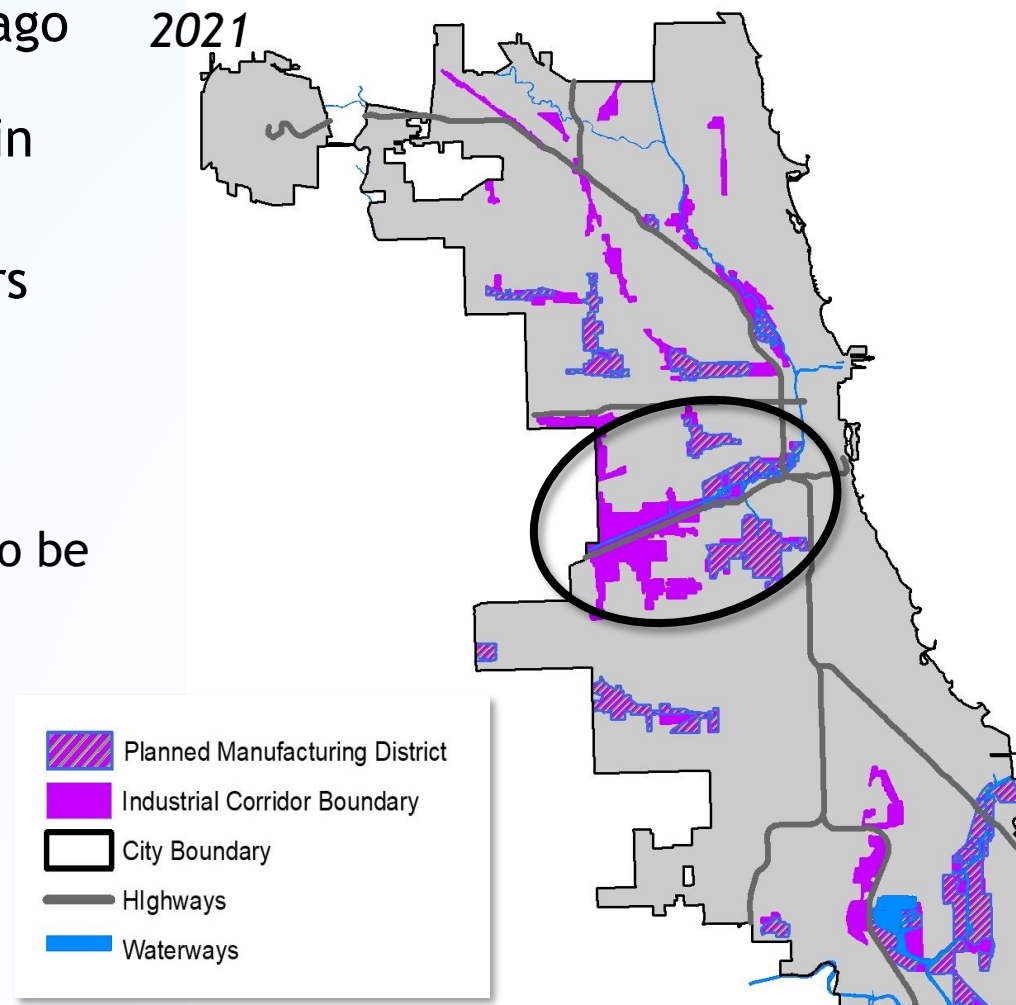 ago
2021
in
rs
o be
Planned Manufacturing District
Industrial Corridor Boundary
City Boundary
HIghways
Waterways